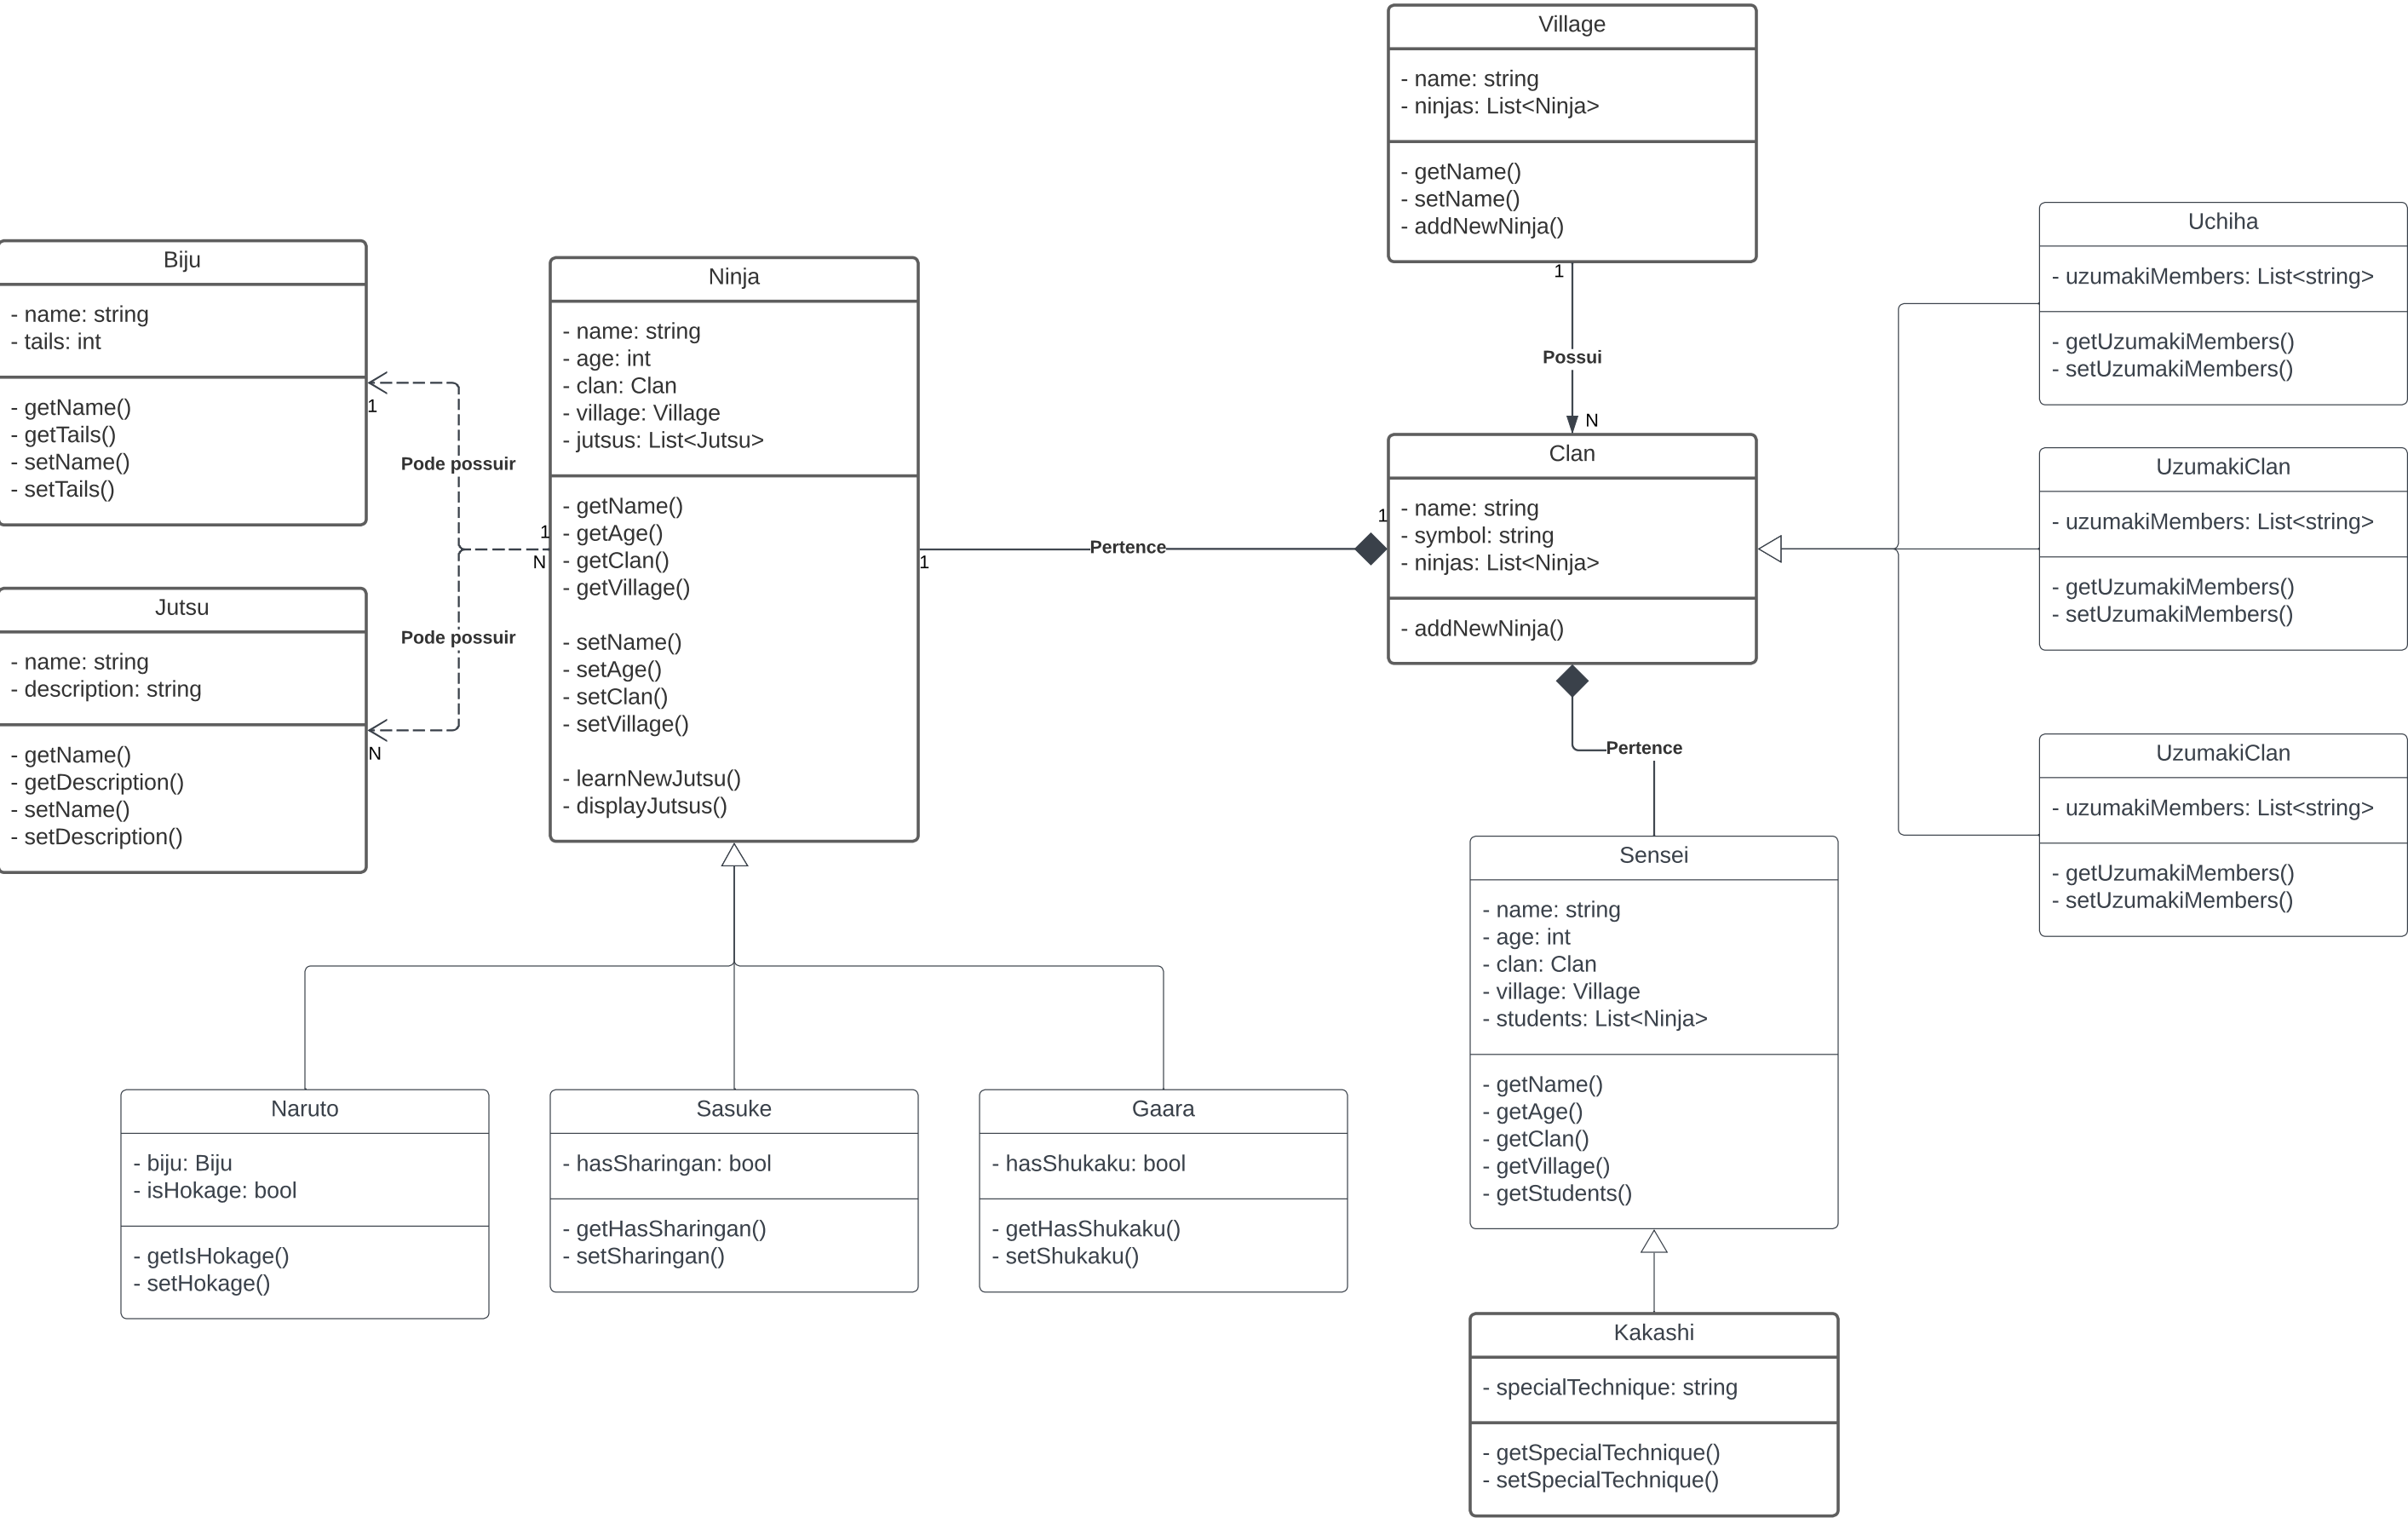 Village
- name: string
- ninjas: List<Ninja>
- getName()
- setName()
- addNewNinja()
1
Possui
N
Biju
- name: string
- tails: int
- getName()
- getTails()
- setName()
- setTails()
1
Pode possuir
1
N
Pode possuir
N
Jutsu
- name: string
- description: string
- getName()
- getDescription()
- setName()
- setDescription()
Ninja
- name: string
- age: int
- clan: Clan
- village: Village
- jutsus: List<Jutsu>
- getName()
- getAge()
- getClan()
- getVillage()
- setName()
- setAge()
- setClan()
- setVillage()
- learnNewJutsu()
- displayJutsus()
1
Pertence
1
Clan
- name: string
- symbol: string
- ninjas: List<Ninja>
- addNewNinja()
Pertence
Uchiha
- uzumakiMembers: List<string>
- getUzumakiMembers()
- setUzumakiMembers()
UzumakiClan
- uzumakiMembers: List<string>
- getUzumakiMembers()
- setUzumakiMembers()
UzumakiClan
- uzumakiMembers: List<string>
- getUzumakiMembers()
- setUzumakiMembers()
Sensei
- name: string
- age: int
- clan: Clan
- village: Village
- students: List<Ninja>
- getName()
- getAge()
- getClan()
- getVillage()
- getStudents()
Naruto
- biju: Biju
- isHokage: bool
- getIsHokage()
- setHokage()
Sasuke
- hasSharingan: bool
- getHasSharingan()
- setSharingan()
Gaara
- hasShukaku: bool
- getHasShukaku()
- setShukaku()
Kakashi
- specialTechnique: string
- getSpecialTechnique()
- setSpecialTechnique()